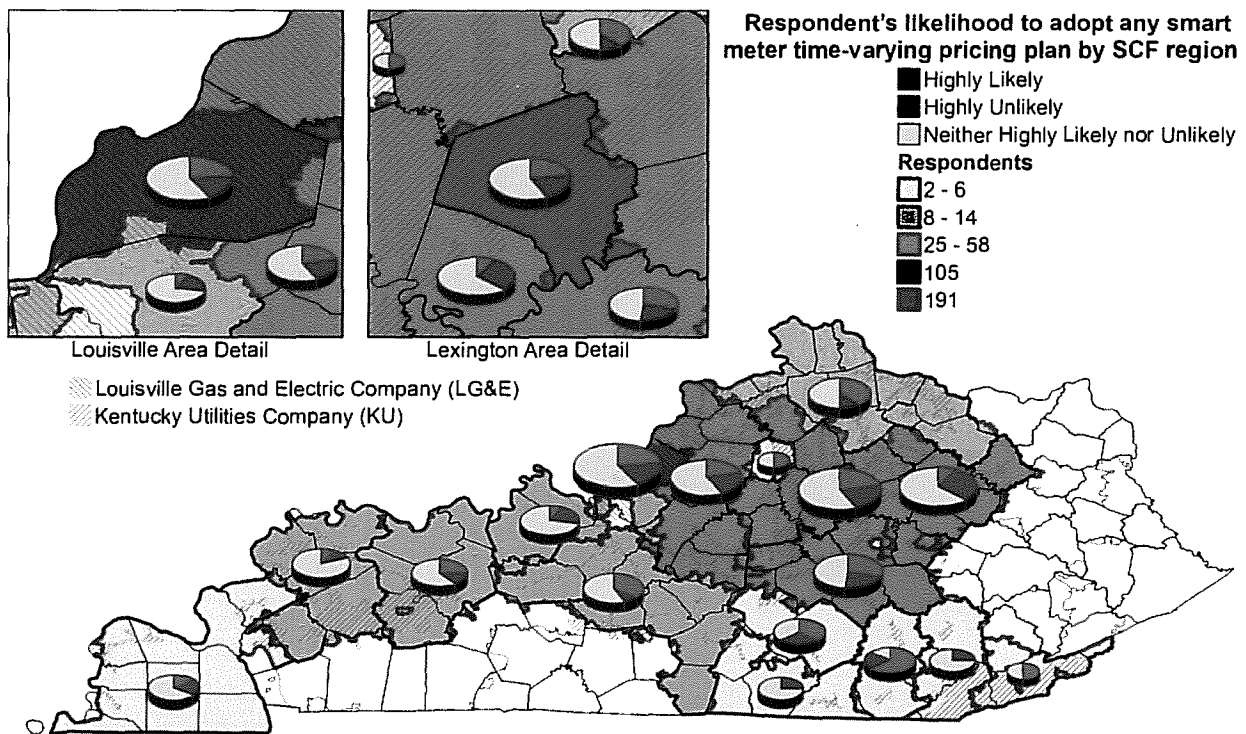 Respondent's likelihood to adopt any smart
meter time-varying pricing plan by SCF region
Highly Likely
Highly Unlikely
Neither Highly Likely nor Unlikely
Respondents
2 - 6
8 - 14
25 - 58
105
191
Louisville Area Detail
Lexington Area Detail
Louisville Gas and Electric Company (LG&E)
Kentucky Utilities Company (KU)